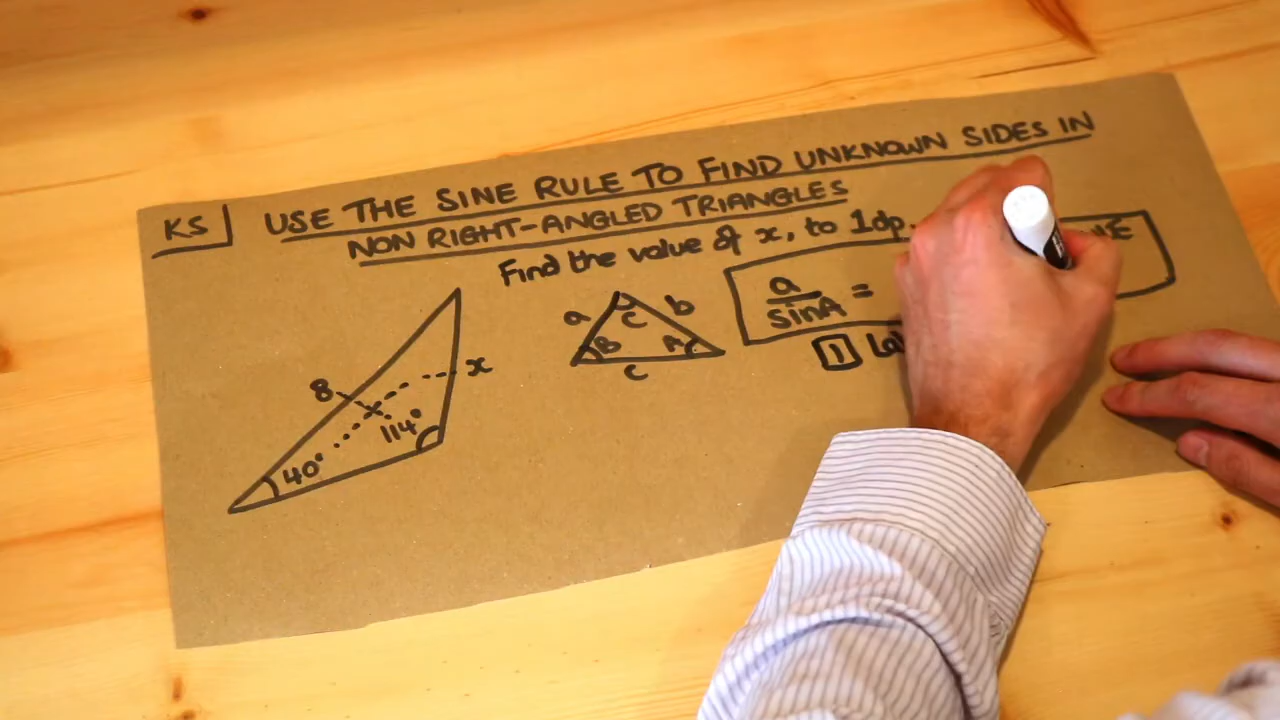 KS
USE THE SINE RULE TO FIND UNKNOWN SIDES IN
NON RIGHT-ANGLED TRIANGLES
Find the value of x, to 1dp.
a/sinA =
1
a
b
c
B
C
A
8
x
40°
114°